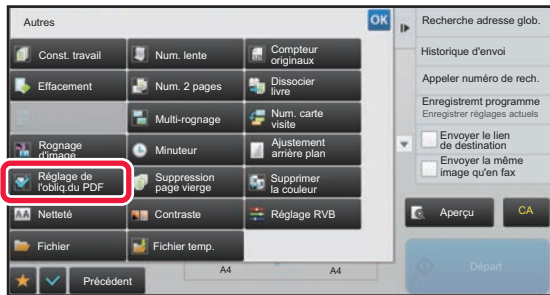 Autres
OK
Const. travail
Num. lente
Compteur
originaux
Effacement
Num. 2 pages
Dissocier
livre
Multi-rognage
Num. carte
visite
Rognage
d'image
Minuteur
Ajustement
arrière plan
Réglage de
l'obliq.du PDF
Suppression
page vierge
Supprimer
la couleur
AA
Netteté
Contraste
Réglage RVB
Fichier
Fichier temp.
Précédent
A4
A4
Recherche adresse glob.
Historique d'envoi
Appeler numéro de rech.
Enregistremt programme
Enregistrer réglages actuels
Envoyer le lien
de destination
Envoyer la même
image qu'en fax
Aperçu
CA
Départ